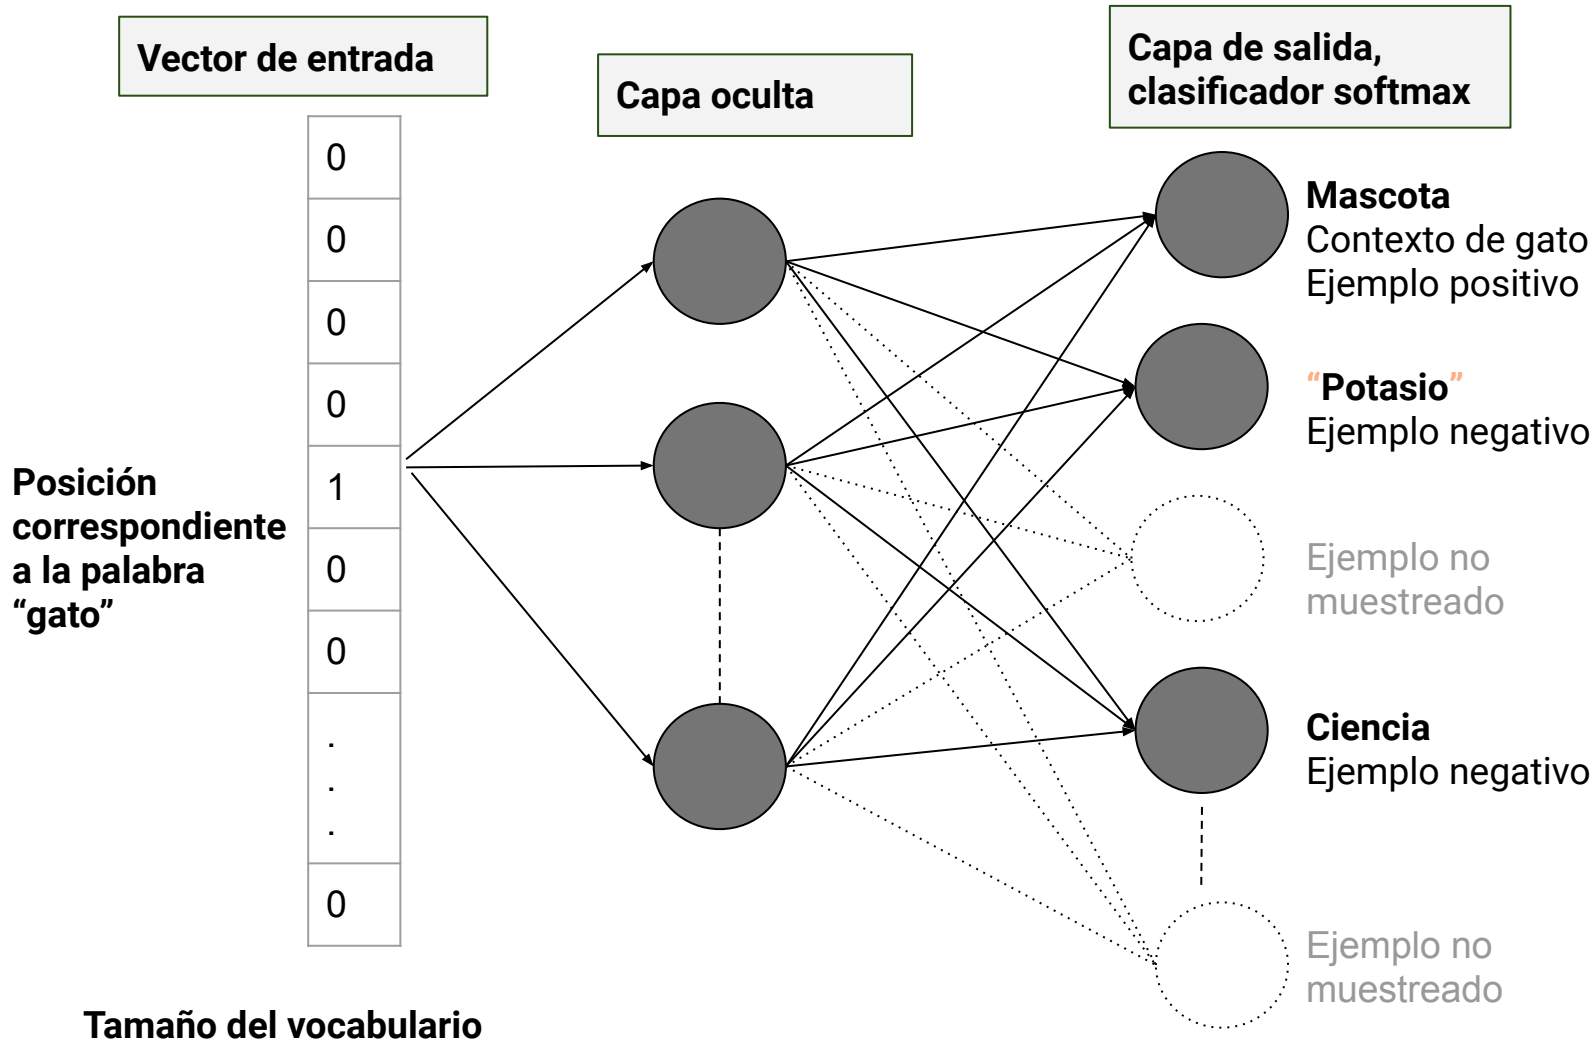 Vector de entrada
Capa oculta
Capa de salida,
clasificador softmax
0
0
0
0
1
0
0
.
.
.
0
Posición
correspondiente
a la palabra
“gato”
Tamaño del vocabulario
Mascota
Contexto de gato
Ejemplo positivo
“Potasio”
Ejemplo negativo
Ejemplo no
muestreado
Ciencia
Ejemplo negativo
Ejemplo no
muestreado